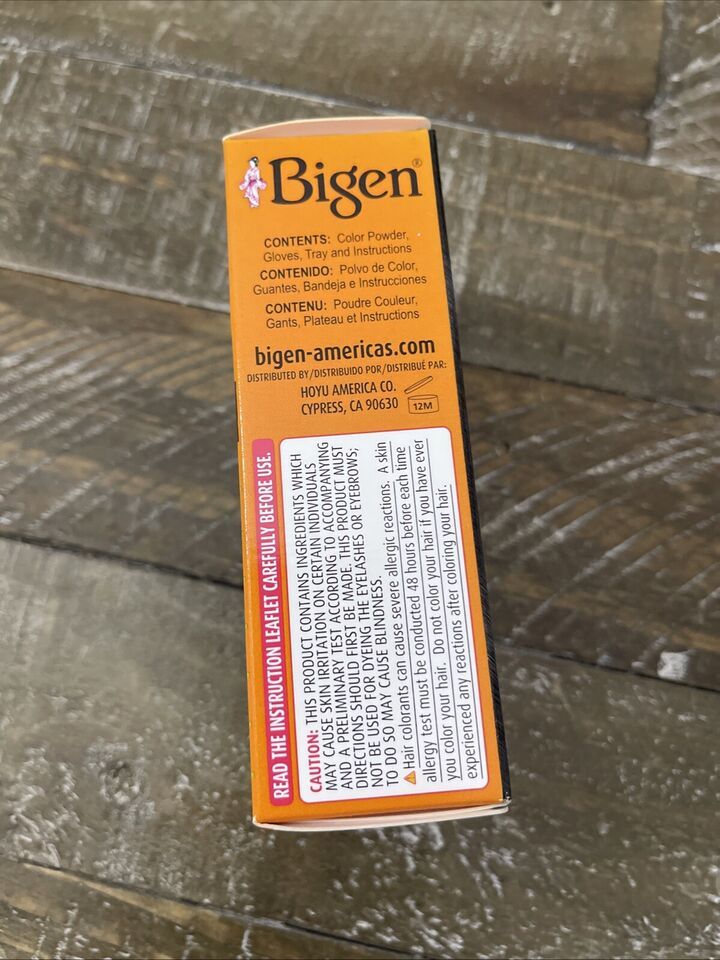 Bigen®
CONTENTS: Color Powder,
Gloves, Tray and Instructions
CONTENIDO: Polvo de Color,
Guantes, Bandeja e Instrucciones
CONTENU: Poudre Couleur,
Gants, Plateau et Instructions
bigen-americas.com
DISTRIBUTED BY/DISTRIBUIDO POR/DISTRIBUÉ PAR:
HOYU AMERICA CO.
CYPRESS, CA 90630
12M
READ THE INSTRUCTION LEAFLET CAREFULLY BEFORE USE.
CAUTION: THIS PRODUCT CONTAINS INGREDIENTS WHICH
MAY CAUSE SKIN IRRITATION ON CERTAIN INDIVIDUALS
AND A PRELIMINARY TEST ACCORDING TO ACCOMPANYING
DIRECTIONS SHOULD FIRST BE MADE. THIS PRODUCT MUST
NOT BE USED FOR DYEING THE EYELASHES OR EYEBROWS;
TO DO SO MAY CAUSE BLINDNESS.
Hair colorants can cause severe allergic reactions. A skin
allergy test must be conducted 48 hours before each time
you color your hair. Do not color your hair if you have ever
experienced any reactions after coloring your hair.